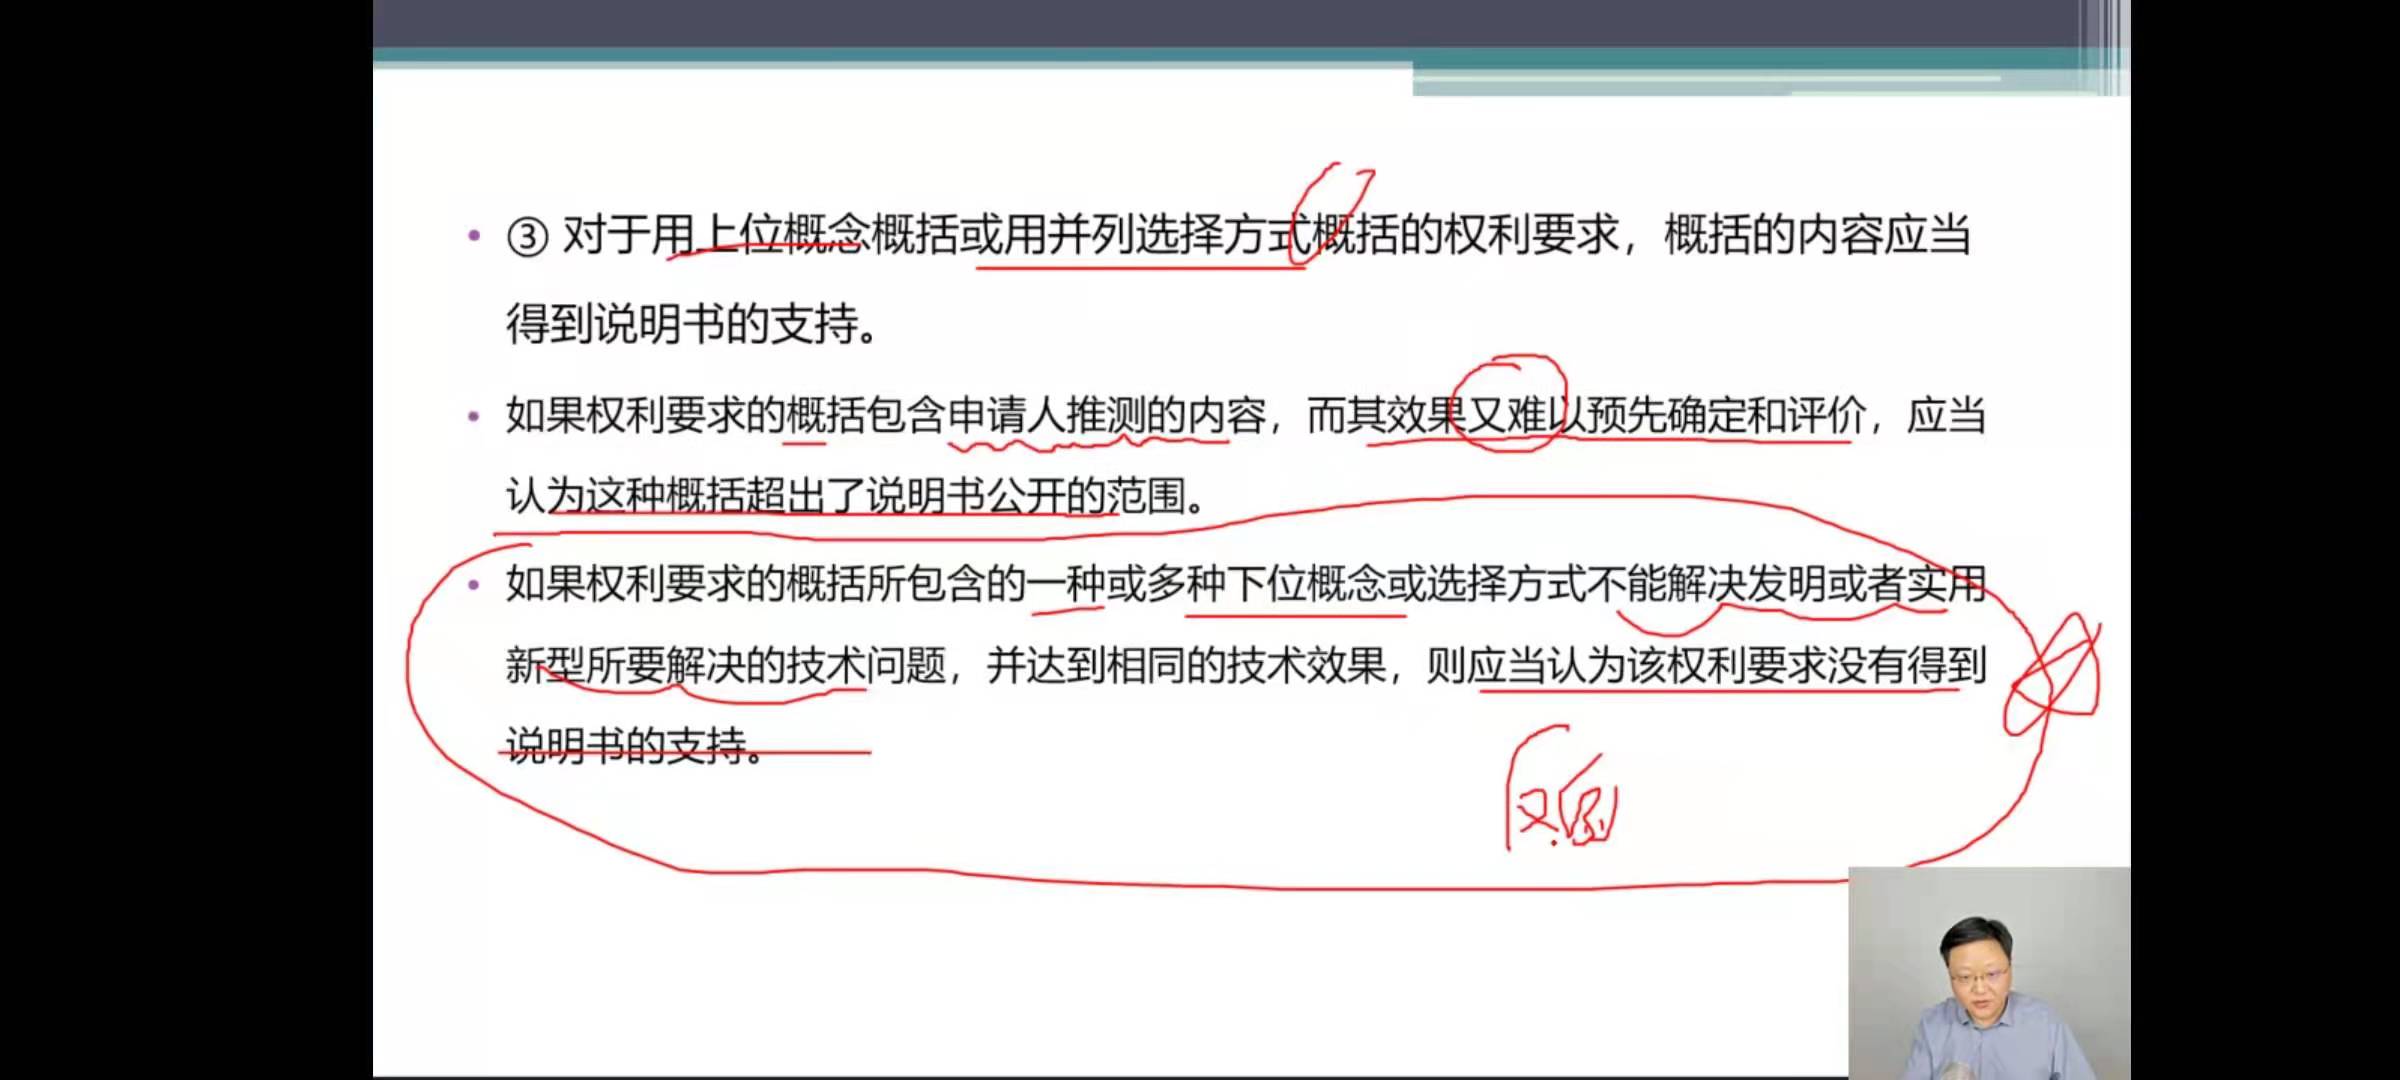 • ③ 对于用上位概念概括或用并列选择方式概括的权利要求，概括的内容应当
得到说明书的支持。
• 如果权利要求的概括包含申请人推测的内容，而其效果又难以预先确定和评价，应当
认为这种概括超出了说明书公开的范围。
• 如果权利要求的概括所包含的一种或多种下位概念或选择方式不能解决发明或者实用
新型所要解决的技术问题，并达到相同的技术效果，则应当认为该权利要求没有得到
说明书的支持。